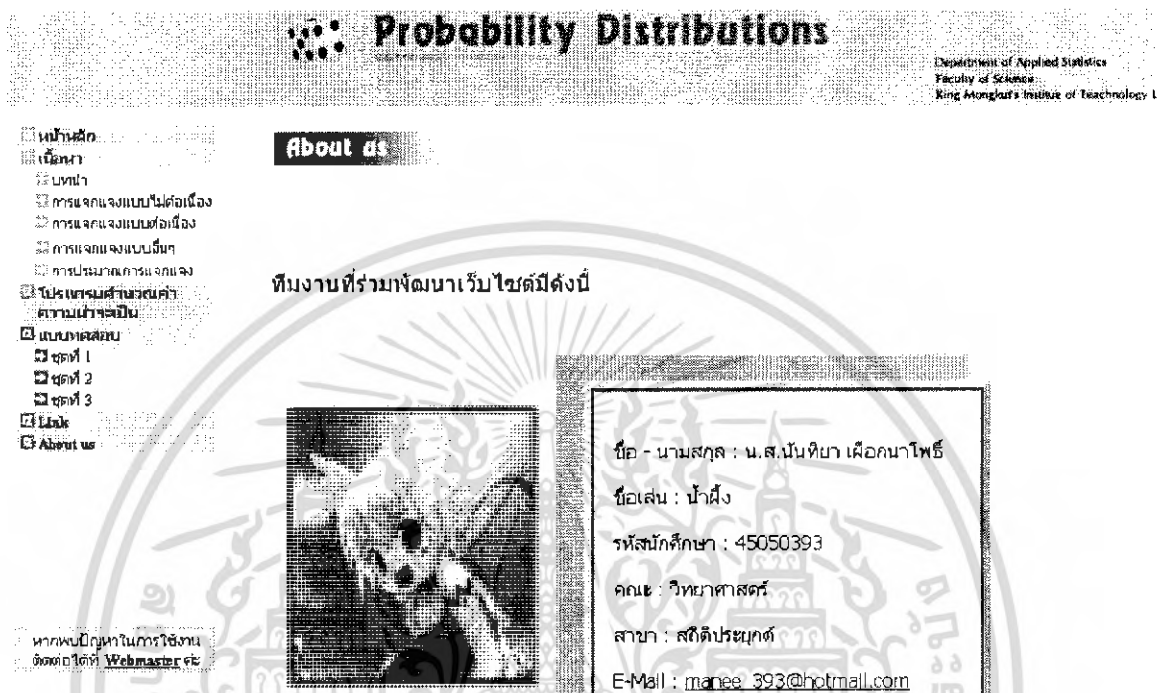 Probability Distributions
Department of Applied Statistics
Faculty of Science
King Mongkut's Institue of Teachnology L
หน้าหลัก
เนื้อหา
บทนำ
การแจกแจงแบบไม่ต่อเนื่อง
การแจกแจงแบบต่อเนื่อง
การแจกแจงแบบอื่นๆ
การประมาณการแจกแจง
โปรแกรมคำนวณค่า
ความน่าจะเป็น
แบบทดสอบ
ชุดที่ 1
ชุดที่ 2
ชุดที่ 3
Link
About us
หากพบปัญหาในการใช้งาน
ติดต่อได้ที่ Webmaster ค่ะ
About us
ทีมงานที่ร่วมพัฒนาเว็บไซต์มีดังนี้
ชื่อ - นามสกุล : น.ส.นันทิยา เผือกนาโพธิ์
ชื่อเล่น : น้ำผึ้ง
รหัสนักศึกษา : 45050393
คณะ : วิทยาศาสตร์
สาขา : สถิติประยุกต์
E-Mail : manee_393@hotmail.com